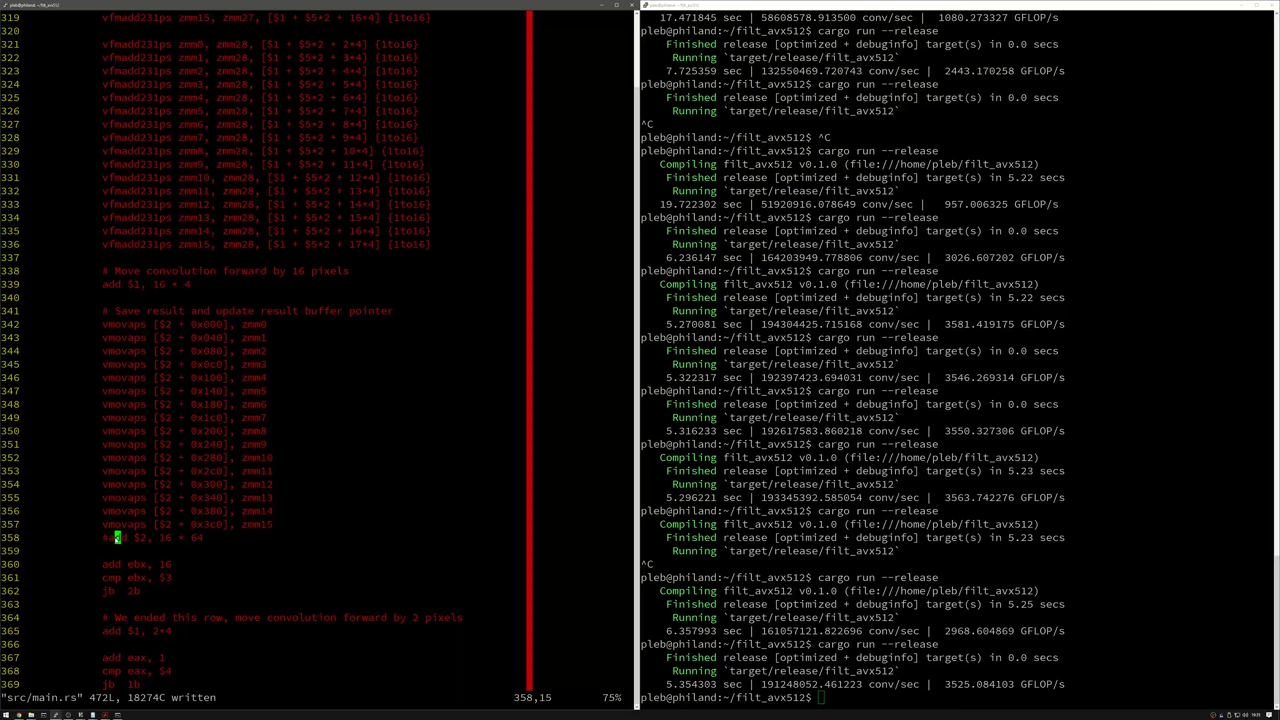 pleb@philand: ~/filt_avx512
319 vfmadd231ps zmm15, zmm27, [$1 + $5*2 + 16*4] {1to16}
320
321 vfmadd231ps zmm0, zmm28, [$1 + $5*2 + 2*4] {1to16}
322 vfmadd231ps zmm1, zmm28, [$1 + $5*2 + 3*4] {1to16}
323 vfmadd231ps zmm2, zmm28, [$1 + $5*2 + 4*4] {1to16}
324 vfmadd231ps zmm3, zmm28, [$1 + $5*2 + 5*4] {1to16}
325 vfmadd231ps zmm4, zmm28, [$1 + $5*2 + 6*4] {1to16}
326 vfmadd231ps zmm5, zmm28, [$1 + $5*2 + 7*4] {1to16}
327 vfmadd231ps zmm6, zmm28, [$1 + $5*2 + 8*4] {1to16}
328 vfmadd231ps zmm7, zmm28, [$1 + $5*2 + 9*4] {1to16}
329 vfmadd231ps zmm8, zmm28, [$1 + $5*2 + 10*4] {1to16}
330 vfmadd231ps zmm9, zmm28, [$1 + $5*2 + 11*4] {1to16}
331 vfmadd231ps zmm10, zmm28, [$1 + $5*2 + 12*4] {1to16}
332 vfmadd231ps zmm11, zmm28, [$1 + $5*2 + 13*4] {1to16}
333 vfmadd231ps zmm12, zmm28, [$1 + $5*2 + 14*4] {1to16}
334 vfmadd231ps zmm13, zmm28, [$1 + $5*2 + 15*4] {1to16}
335 vfmadd231ps zmm14, zmm28, [$1 + $5*2 + 16*4] {1to16}
336 vfmadd231ps zmm15, zmm28, [$1 + $5*2 + 17*4] {1to16}
337
338 # Move convolution forward by 16 pixels
339 add $1, 16 * 4
340
341 # Save result and update result buffer pointer
342 vmovaps [$2 + 0x000], zmm0
343 vmovaps [$2 + 0x040], zmm1
344 vmovaps [$2 + 0x080], zmm2
345 vmovaps [$2 + 0x0c0], zmm3
346 vmovaps [$2 + 0x100], zmm4
347 vmovaps [$2 + 0x140], zmm5
348 vmovaps [$2 + 0x180], zmm6
349 vmovaps [$2 + 0x1c0], zmm7
350 vmovaps [$2 + 0x200], zmm8
351 vmovaps [$2 + 0x240], zmm9
352 vmovaps [$2 + 0x280], zmm10
353 vmovaps [$2 + 0x2c0], zmm11
354 vmovaps [$2 + 0x300], zmm12
355 vmovaps [$2 + 0x340], zmm13
356 vmovaps [$2 + 0x380], zmm14
357 vmovaps [$2 + 0x3c0], zmm15
358 #add $2, 16 * 64
359
360 add ebx, 16
361 cmp ebx, $3
362 jb 2b
363
364 # We ended this row, move convolution forward by 2 pixels
365 add $1, 2*4
366
367 add eax, 1
368 cmp eax, $4
369 jb 1b
"src/main.rs" 472L, 18274C written 358,15 75%
pleb@philand: ~/filt_avx512
17.471845 sec | 58608578.913500 conv/sec | 1080.273327 GFLOP/s
pleb@philand:~/filt_avx512$ cargo run --release
Finished release [optimized + debuginfo] target(s) in 0.0 secs
Running `target/release/filt_avx512`
7.725359 sec | 132550469.720743 conv/sec | 2443.170258 GFLOP/s
pleb@philand:~/filt_avx512$ cargo run --release
Finished release [optimized + debuginfo] target(s) in 0.0 secs
Running `target/release/filt_avx512`
^C
pleb@philand:~/filt_avx512$ ^C
pleb@philand:~/filt_avx512$ cargo run --release
Compiling filt_avx512 v0.1.0 (file:///home/pleb/filt_avx512)
Finished release [optimized + debuginfo] target(s) in 5.22 secs
Running `target/release/filt_avx512`
19.722302 sec | 51920916.078649 conv/sec | 957.006325 GFLOP/s
pleb@philand:~/filt_avx512$ cargo run --release
Finished release [optimized + debuginfo] target(s) in 0.0 secs
Running `target/release/filt_avx512`
6.236147 sec | 164203949.778806 conv/sec | 3026.607202 GFLOP/s
pleb@philand:~/filt_avx512$ cargo run --release
Compiling filt_avx512 v0.1.0 (file:///home/pleb/filt_avx512)
Finished release [optimized + debuginfo] target(s) in 5.22 secs
Running `target/release/filt_avx512`
5.270081 sec | 194304425.715168 conv/sec | 3581.419175 GFLOP/s
pleb@philand:~/filt_avx512$ cargo run --release
Finished release [optimized + debuginfo] target(s) in 0.0 secs
Running `target/release/filt_avx512`
5.322317 sec | 192397423.694031 conv/sec | 3546.269314 GFLOP/s
pleb@philand:~/filt_avx512$ cargo run --release
Finished release [optimized + debuginfo] target(s) in 0.0 secs
Running `target/release/filt_avx512`
5.316233 sec | 192617583.860218 conv/sec | 3550.327306 GFLOP/s
pleb@philand:~/filt_avx512$ cargo run --release
Compiling filt_avx512 v0.1.0 (file:///home/pleb/filt_avx512)
Finished release [optimized + debuginfo] target(s) in 5.23 secs
Running `target/release/filt_avx512`
5.296221 sec | 193345392.585054 conv/sec | 3563.742276 GFLOP/s
pleb@philand:~/filt_avx512$ cargo run --release
Compiling filt_avx512 v0.1.0 (file:///home/pleb/filt_avx512)
Finished release [optimized + debuginfo] target(s) in 5.23 secs
Running `target/release/filt_avx512`
^C
pleb@philand:~/filt_avx512$ cargo run --release
Compiling filt_avx512 v0.1.0 (file:///home/pleb/filt_avx512)
Finished release [optimized + debuginfo] target(s) in 5.25 secs
Running `target/release/filt_avx512`
6.357993 sec | 161057121.822696 conv/sec | 2968.604869 GFLOP/s
pleb@philand:~/filt_avx512$ cargo run --release
Finished release [optimized + debuginfo] target(s) in 0.0 secs
Running `target/release/filt_avx512`
5.354303 sec | 191248052.461223 conv/sec | 3525.084103 GFLOP/s
pleb@philand:~/filt_avx512$